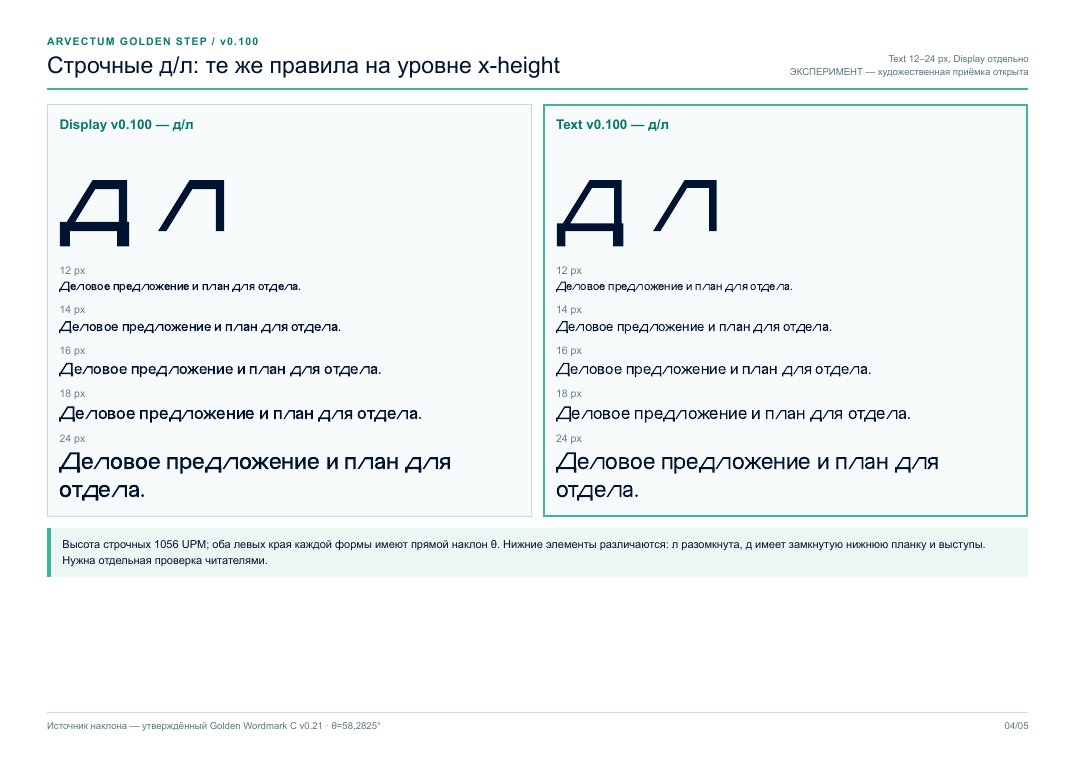 ARVECTUM GOLDEN STEP / v0.100
Строчные д/л: те же правила на уровне x-height
Text 12–24 px, Display отдельно
ЭКСПЕРИМЕНТ — художественная приёмка открыта
Display v0.100 — д/л
д л
12 px
Деловое предложение и план для отдела.
14 px
Деловое предложение и план для отдела.
16 px
Деловое предложение и план для отдела.
18 px
Деловое предложение и план для отдела.
24 px
Деловое предложение и план для
отдела.
Text v0.100 — д/л
д л
12 px
Деловое предложение и план для отдела.
14 px
Деловое предложение и план для отдела.
16 px
Деловое предложение и план для отдела.
18 px
Деловое предложение и план для отдела.
24 px
Деловое предложение и план для
отдела.
Высота строчных 1056 UPM; оба левых края каждой формы имеют прямой наклон θ. Нижние элементы различаются: л разомкнута, д имеет замкнутую нижнюю планку и выступы.
Нужна отдельная проверка читателями.
Источник наклона — утверждённый Golden Wordmark C v0.21 · θ=58,2825°
04/05